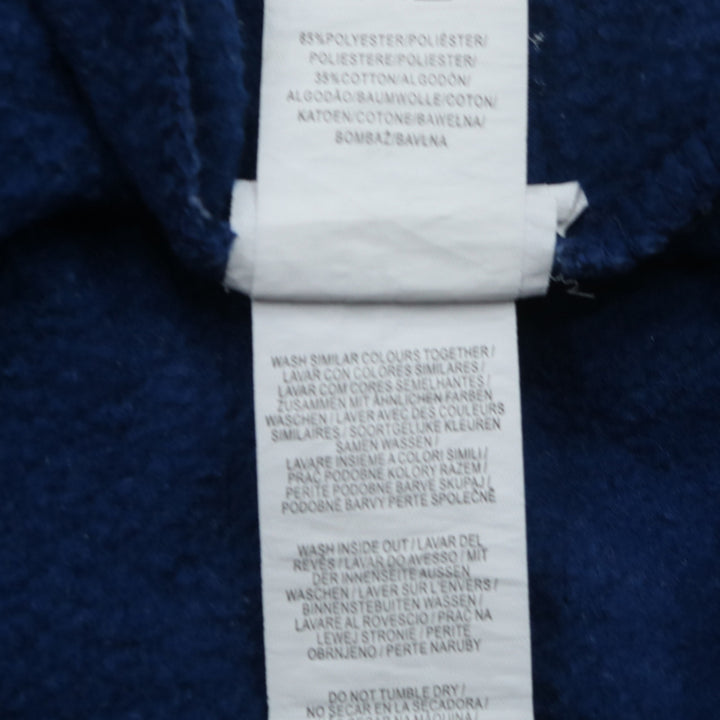 65%POLYESTER/POLIÉSTER/
POLIESTERE/POLIESTER/
35%COTTON/ALGODÓN/
ALGODÃO/BAUMWOLLE/COTON/
KATOEN/COTONE/BAWEŁNA/
BOMBAŽ/BAVLNA
WASH SIMILAR COLOURS TOGETHER /
LAVAR CON COLORES SIMILARES /
LAVAR COM CORES SEMELHANTES /
ZUSAMMEN MIT ÄHNLICHEN FARBEN
WASCHEN / LAVER AVEC DES COULEURS
SIMILAIRES / SOORTGELIJKE KLEUREN
SAMEN WASSEN /
LAVARE INSIEME A COLORI SIMILI /
PRAĆ PODOBNE KOLORY RAZEM /
PERITE PODOBNE BARVE SKUPAJ /
PODOBNÉ BARVY PERTE SPOLEČNĚ
WASH INSIDE OUT / LAVAR DEL
REVÉS / LAVAR DO AVESSO / MIT
DER INNENSEITE AUSSEN
WASCHEN / LAVER SUR L'ENVERS /
BINNENSTEBUITEN WASSEN /
LAVARE AL ROVESCIO / PRAĆ NA
LEWEJ STRONIE / PERITE
OBRNJENO / PERTE NARUBY
DO NOT TUMBLE DRY /
NO SECAR EN LA SECADORA /
SECAR NA MÁQUINA /